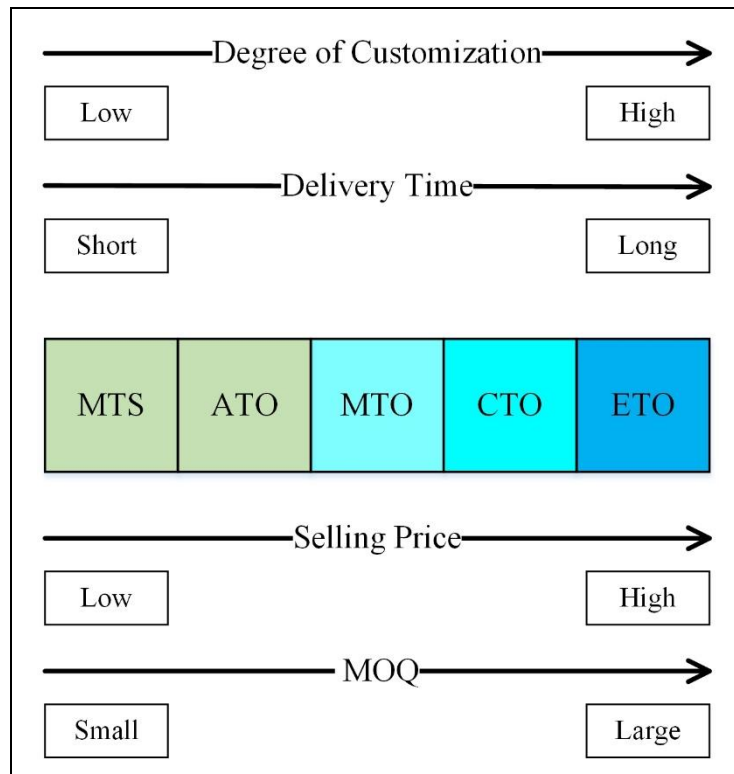 Degree of Customization
Low High
Delivery Time
Short Long
MTS ATO MTO CTO ETO
Selling Price
Low High
MOQ
Small Large